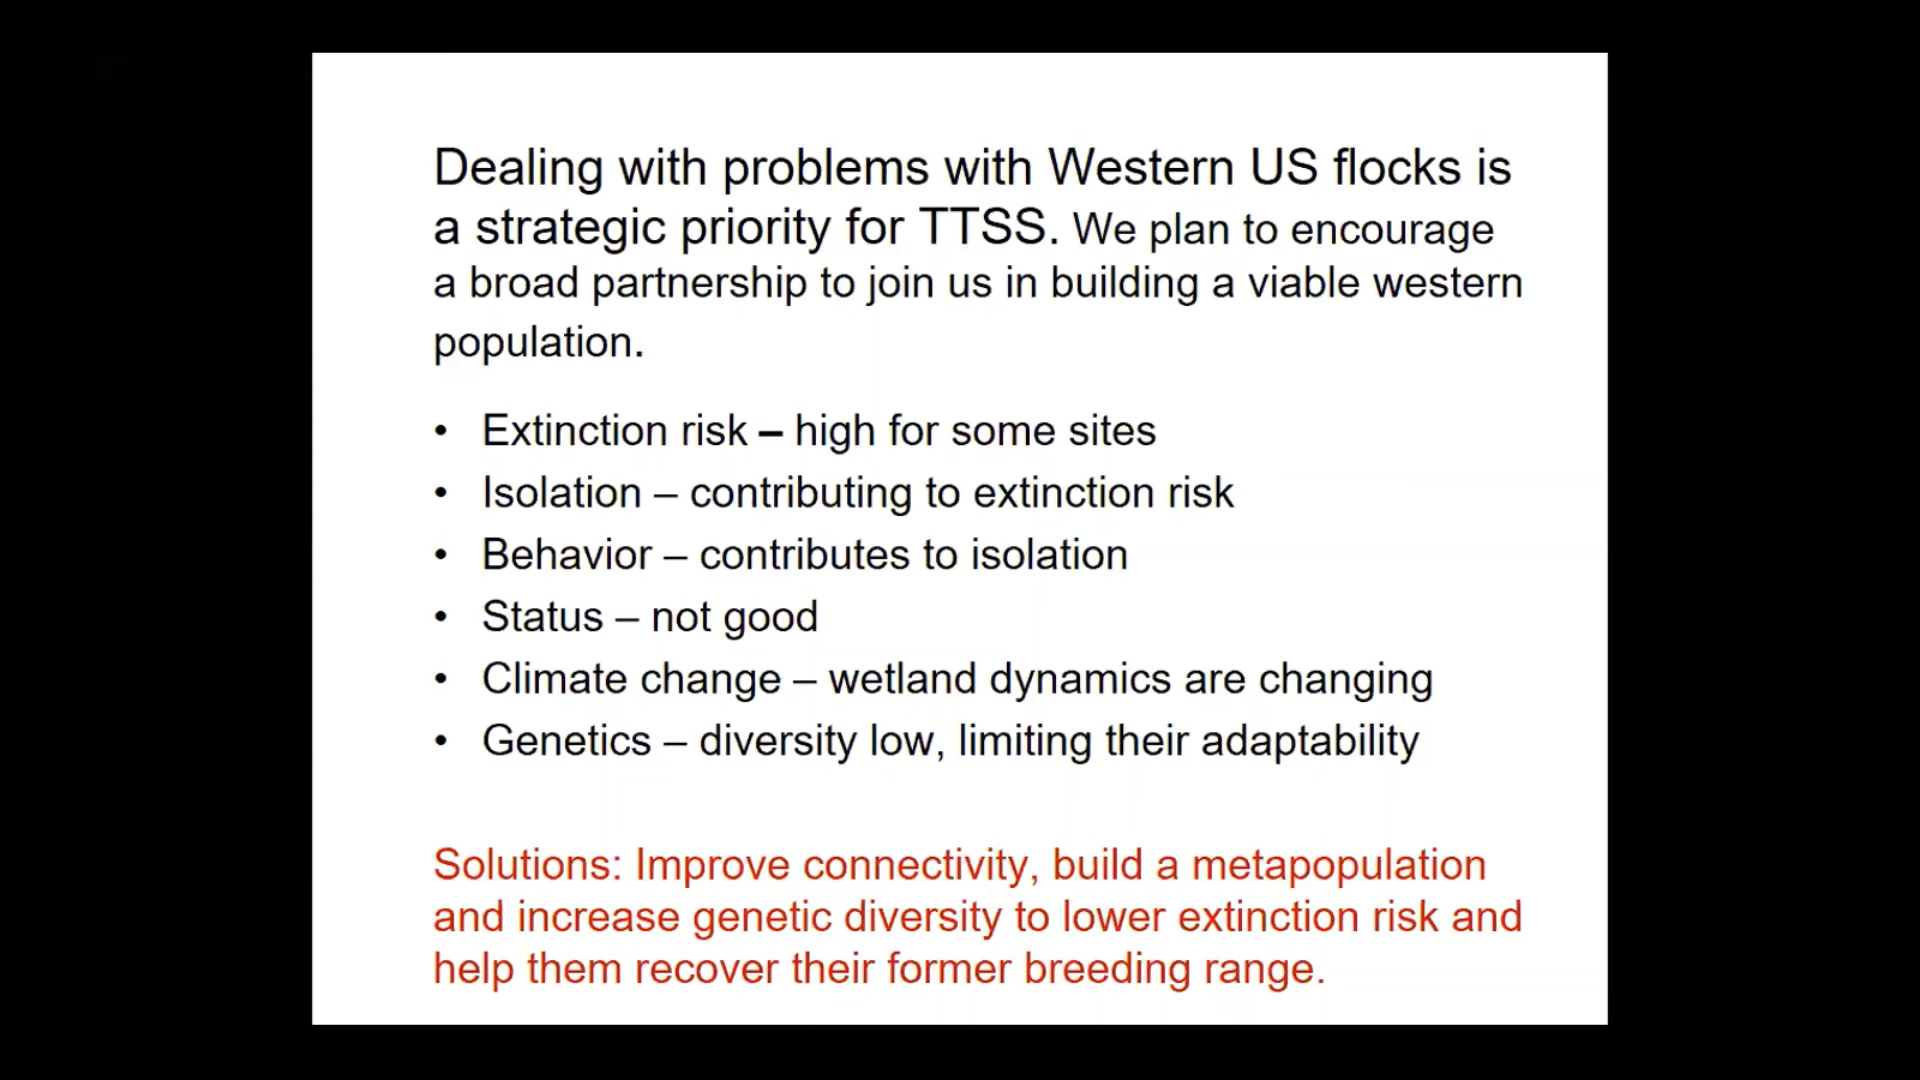 Dealing with problems with Western US flocks is
a strategic priority for TTSS. We plan to encourage
a broad partnership to join us in building a viable western
population.
• Extinction risk – high for some sites
• Isolation – contributing to extinction risk
• Behavior – contributes to isolation
• Status – not good
• Climate change – wetland dynamics are changing
• Genetics – diversity low, limiting their adaptability
Solutions: Improve connectivity, build a metapopulation
and increase genetic diversity to lower extinction risk and
help them recover their former breeding range.